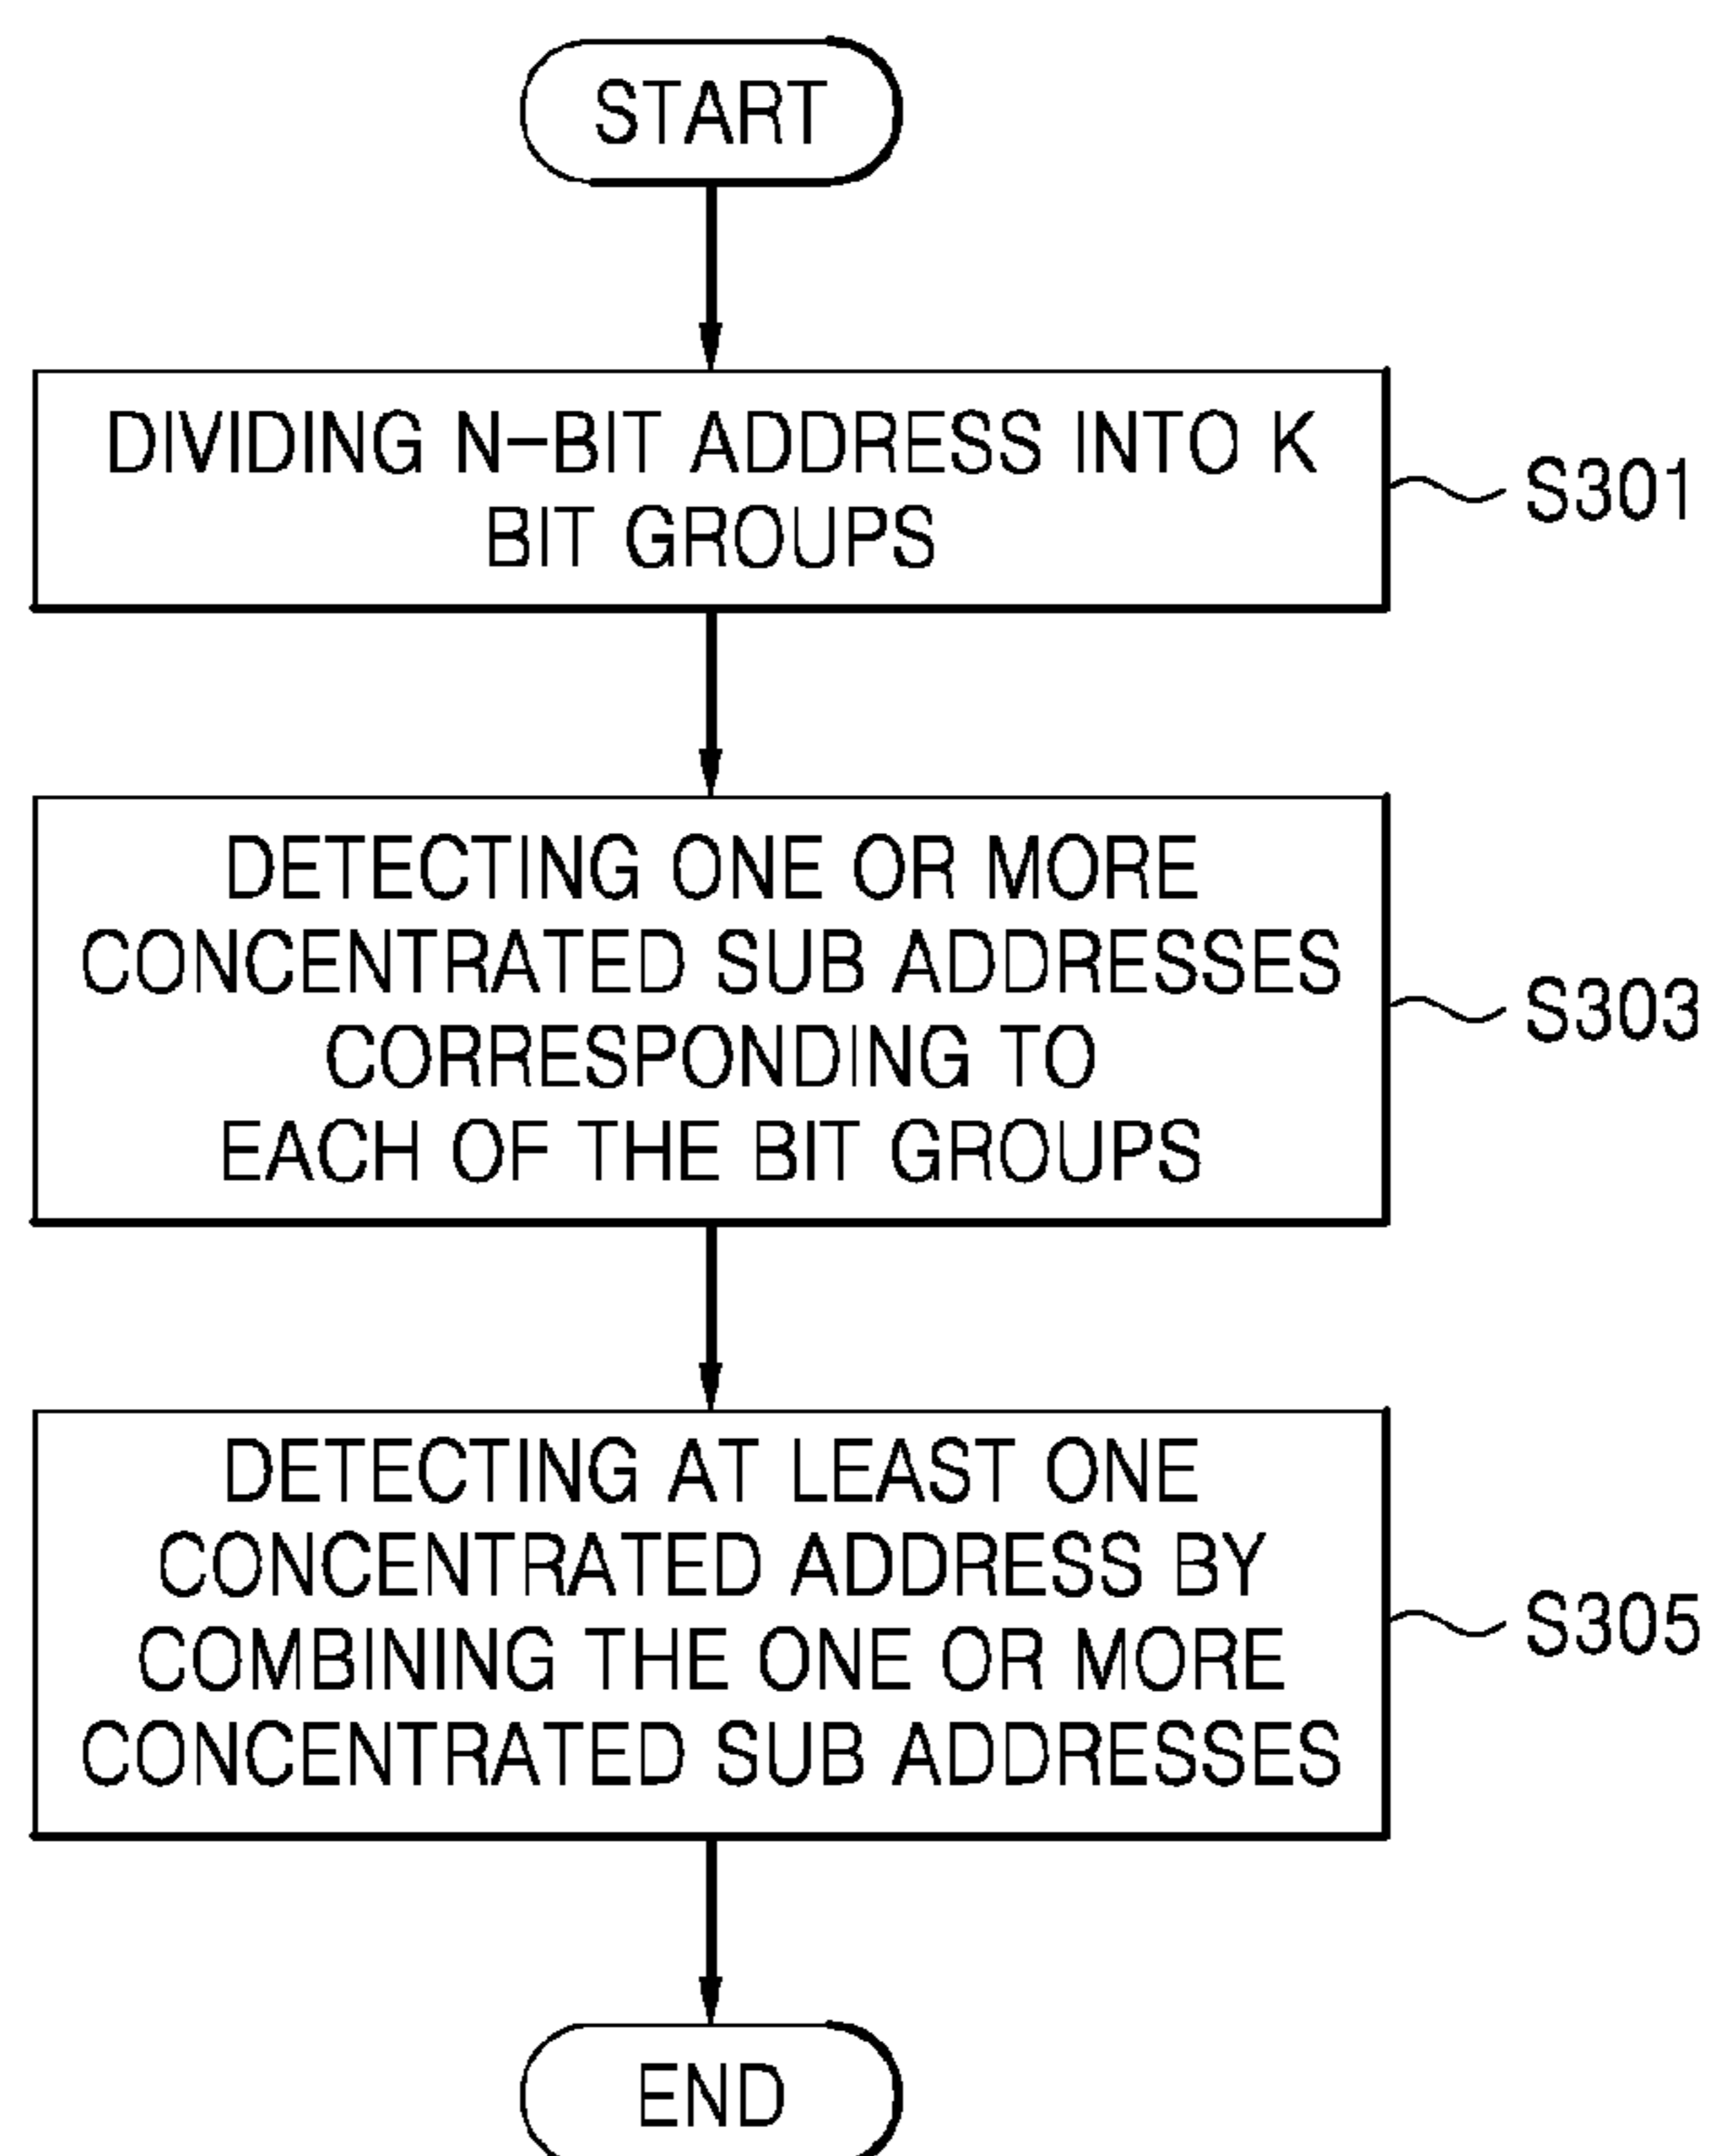 START
DIVIDING N-BIT ADDRESS INTO K
BIT GROUPS
S301
DETECTING ONE OR MORE
CONCENTRATED SUB ADDRESSES
CORRESPONDING TO
EACH OF THE BIT GROUPS
S303
DETECTING AT LEAST ONE
CONCENTRATED ADDRESS BY
COMBINING THE ONE OR MORE
CONCENTRATED SUB ADDRESSES
S305
END